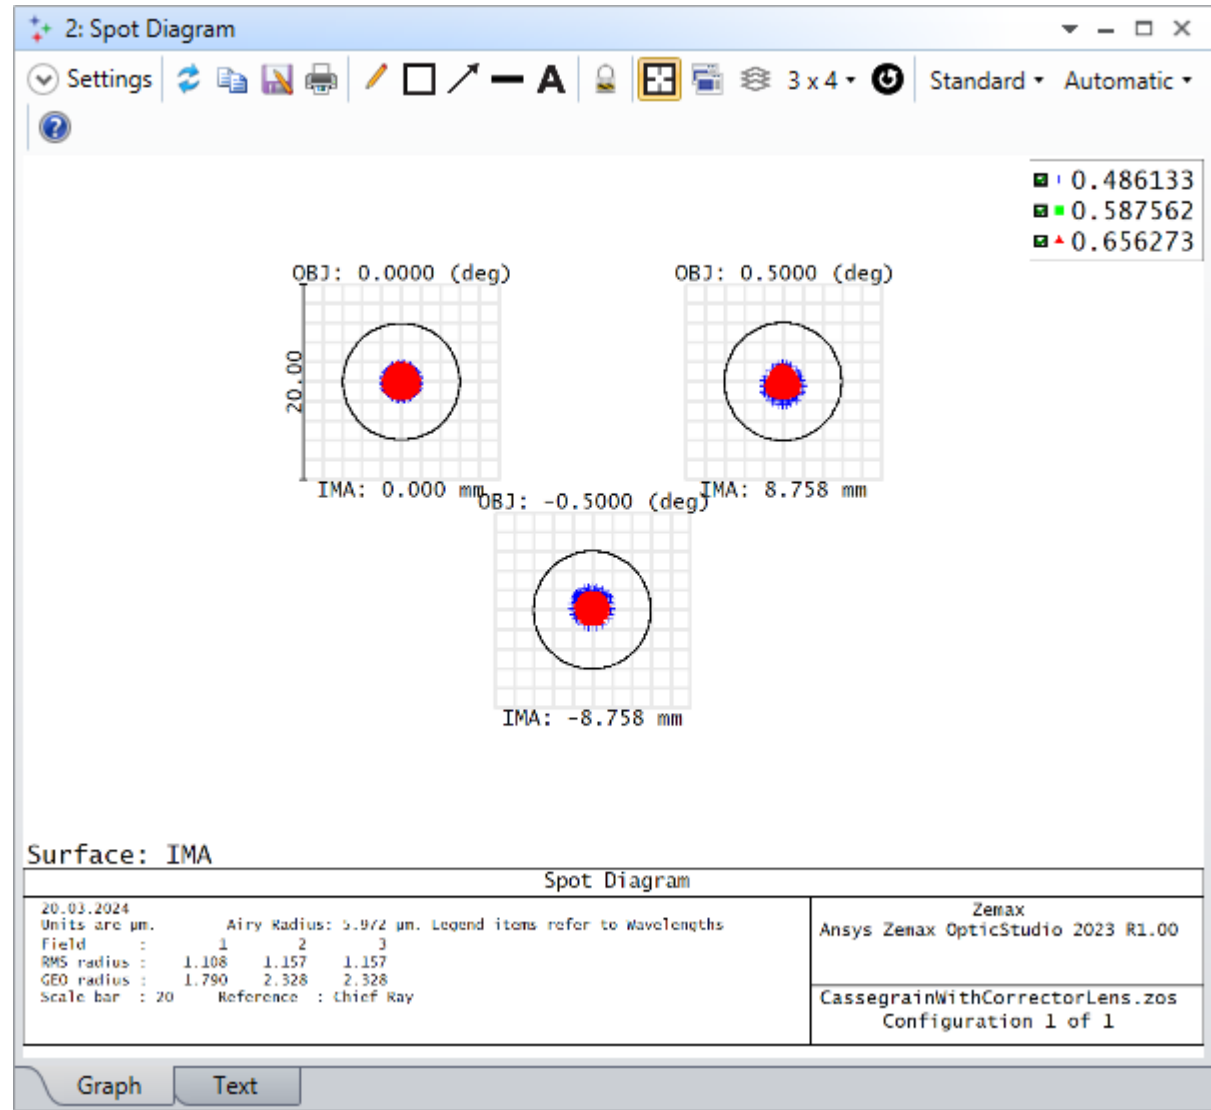 2: Spot Diagram
Settings A 3 x 4 Standard Automatic
0.486133
0.587562
0.656273
OBJ: 0.0000 (deg)
OBJ: 0.5000 (deg)
20.00
IMA: 0.000 mm
IMA: 8.758 mm
OBJ: -0.5000 (deg)
IMA: -8.758 mm
Surface: IMA
Spot Diagram
20.03.2024
Units are µm. Airy Radius: 5.972 µm. Legend items refer to Wavelengths
Field : 1 2 3
RMS radius : 1.108 1.157 1.157
GEO radius : 1.790 2.328 2.328
Scale bar : 20 Reference : Chief Ray
Zemax
Ansys Zemax OpticStudio 2023 R1.00
CassegrainWithCorrectorLens.zos
Configuration 1 of 1
Graph Text